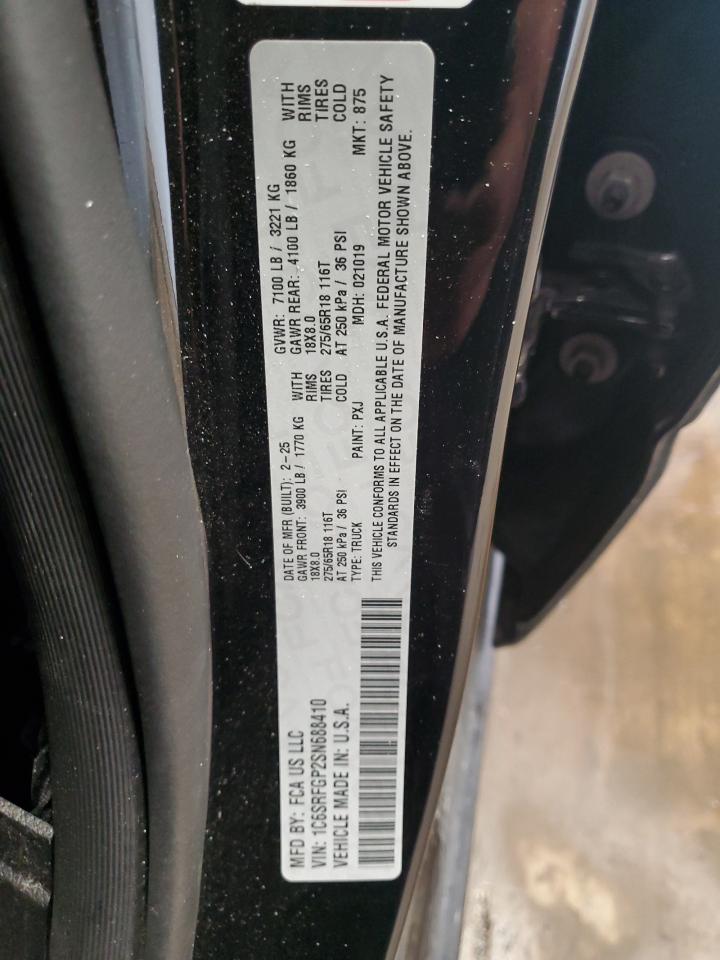 MFD BY: FCA US LLC
VIN: 1C6SRFGP2SN688410
VEHICLE MADE IN: U.S.A.
DATE OF MFR (BUILT): 2-25 GVWR: 7100 LB / 3221 KG
GAWR FRONT: 3900 LB / 1770 KG WITH GAWR REAR: 4100 LB / 1860 KG WITH
18X8.0 RIMS 18X8.0 RIMS
275/65R18 116T TIRES 275/65R18 116T TIRES
AT 250 kPa / 36 PSI COLD AT 250 kPa / 36 PSI COLD
TYPE: TRUCK PAINT: PXJ MDH: 021019 MKT: 875
THIS VEHICLE CONFORMS TO ALL APPLICABLE U.S.A. FEDERAL MOTOR VEHICLE SAFETY
STANDARDS IN EFFECT ON THE DATE OF MANUFACTURE SHOWN ABOVE.